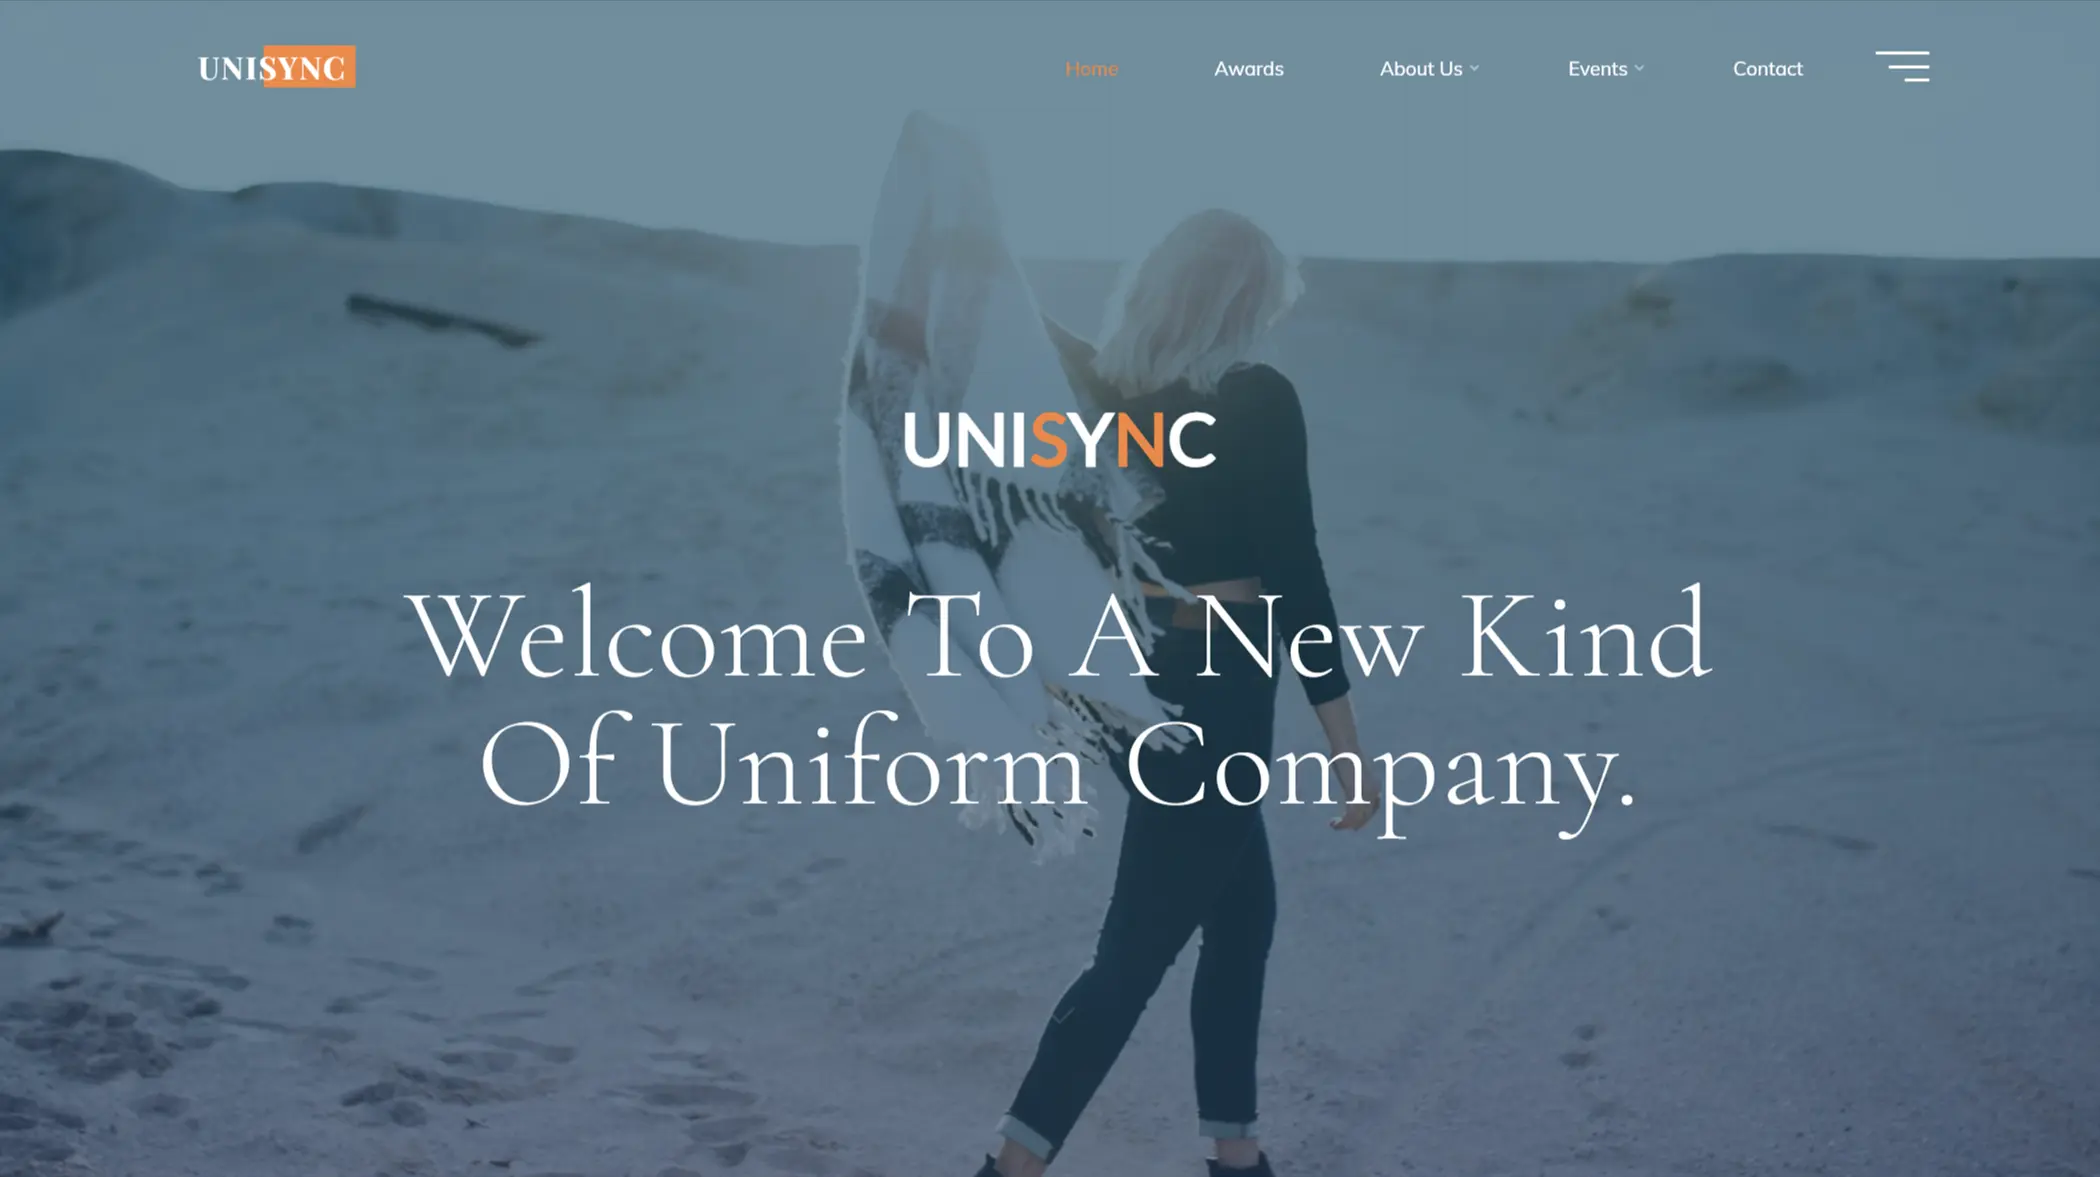 UNISYNC
Home Awards About Us Events Contact
UNISYNC
Welcome To A New Kind
Of Uniform Company.